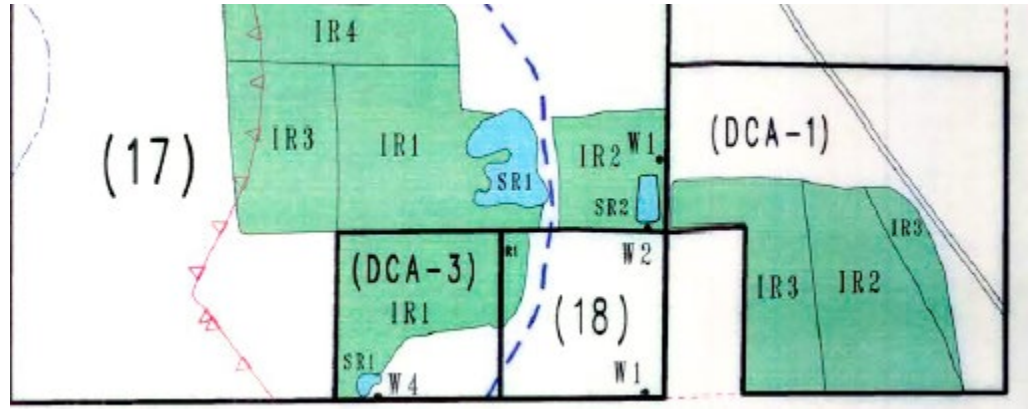 IR4
(17)
IR3
IR1
SR1
IR2
W1
SR2
W2
(DCA-1)
IR3
IR3
IR2
(DCA-3)
IR1
SR1
W4
R1
(18)
W1